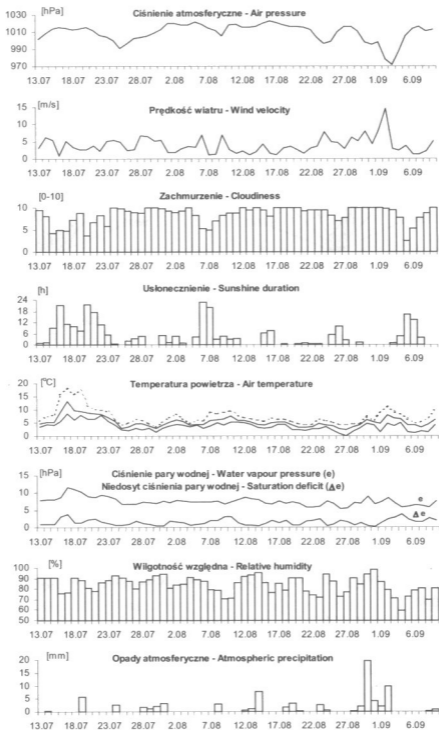 [hPa] Ciśnienie atmosferyczne - Air pressure
1030
1010
990
970
13.07 18.07 23.07 28.07 2.08 7.08 12.08 17.08 22.08 27.08 1.09 6.09
[m/s]
Prędkość wiatru - Wind velocity
15
10
5
0
13.07 18.07 23.07 28.07 2.08 7.08 12.08 17.08 22.08 27.08 1.09 6.09
[0-10] Zachmurzenie - Cloudiness
10
5
0
13.07 18.07 23.07 28.07 2.08 7.08 12.08 17.08 22.08 27.08 1.09 6.09
[h] Usłonecznienie - Sunshine duration
24
18
12
6
0
13.07 18.07 23.07 28.07 2.08 7.08 12.08 17.08 22.08 27.08 1.09 6.09
[ºC] Temperatura powietrza - Air temperature
20
15
10
5
0
13.07 18.07 23.07 28.07 2.08 7.08 12.08 17.08 22.08 27.08 1.09 6.09
[hPa] Ciśnienie pary wodnej - Water vapour pressure (e)
Niedosyt ciśnienia pary wodnej - Saturation deficit (Δe)
15
10
e
5
Δe
0
13.07 18.07 23.07 28.07 2.08 7.08 12.08 17.08 22.08 27.08 1.09 6.09
[%] Wilgotność względna - Relative humidity
100
90
80
70
60
50
13.07 18.07 23.07 28.07 2.08 7.08 12.08 17.08 22.08 27.08 1.09 6.09
[mm] Opady atmosferyczne - Atmospheric precipitation
20
15
10
5
0
13.07 18.07 23.07 28.07 2.08 7.08 12.08 17.08 22.08 27.08 1.09 6.09